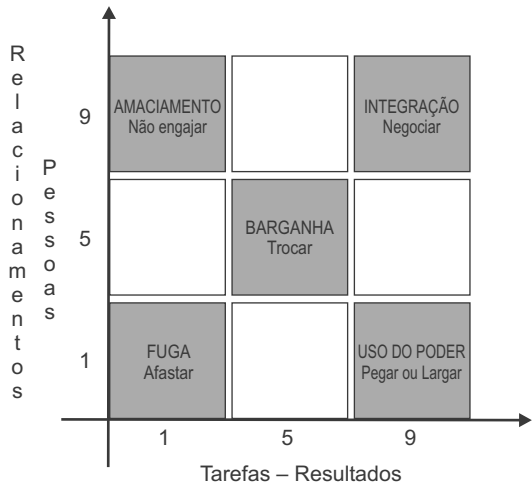 Relacionamentos
Pessoas
9
AMACIAMENTO
Não engajar
INTEGRAÇÃO
Negociar
5
BARGANHA
Trocar
1
FUGA
Afastar
USO DO PODER
Pegar ou Largar
1 5 9
Tarefas – Resultados